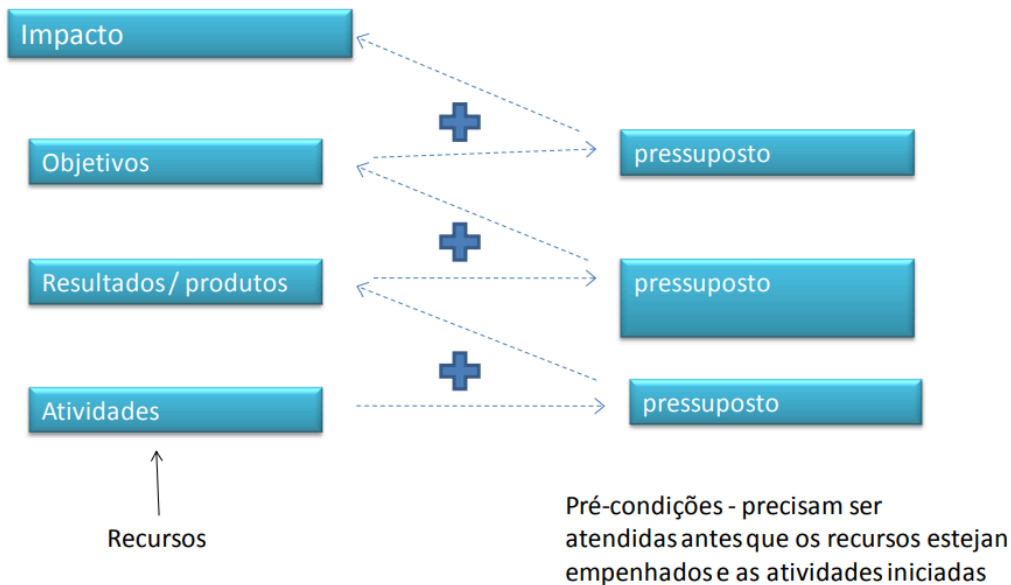 Impacto
Objetivos
pressuposto
Resultados / produtos
pressuposto
Atividades
pressuposto
Recursos
Pré-condições - precisam ser
atendidas antes que os recursos estejan
empenhados e as atividades iniciadas